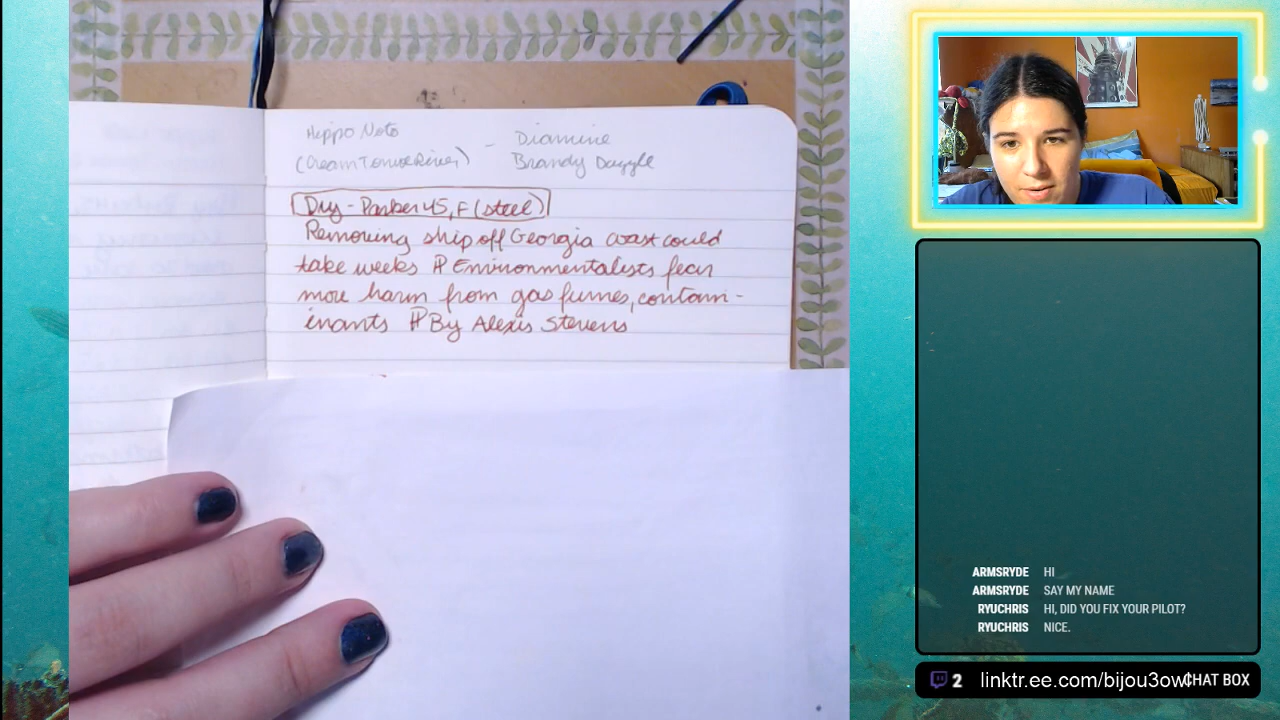 Hippo Noto - Diamine
(Cream Tomoe River) Brandy Dazzle
Dry - Parker 45, F (steel)
Removing ship off Georgia coast could
take weeks ¶ Environmentalists fear
more harm from gas fumes, contam-
inants ¶ By Alexis Stevens
ARMSRYDE HI
ARMSRYDE SAY MY NAME
RYUCHRIS HI, DID YOU FIX YOUR PILOT?
RYUCHRIS NICE.
2 linktr.ee.com/bijou3owl CHAT BOX